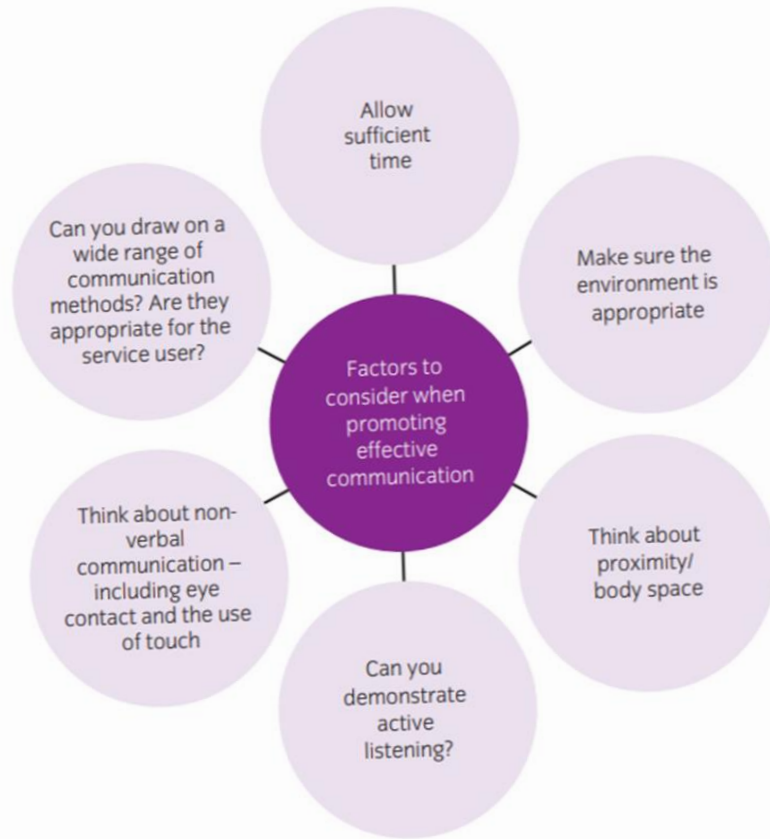 Allow
sufficient
time
Make sure the
environment is
appropriate
Think about
proximity/
body space
Can you
demonstrate
active
listening?
Think about non-
verbal
communication –
including eye
contact and the use
of touch
Can you draw on a
wide range of
communication
methods? Are they
appropriate for the
service user?
Factors to
consider when
promoting
effective
communication